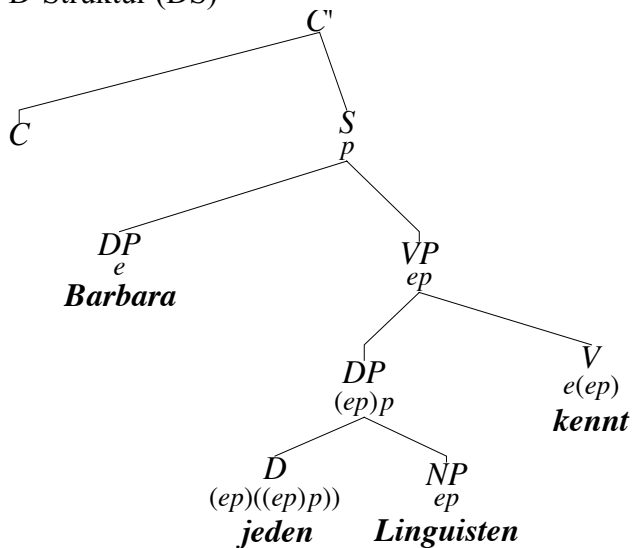 D-Struktur (DS)
C'
C S
p
DP VP
e ep
Barbara
DP V
(ep)p e(ep)
kennt
D NP
(ep)((ep)p)) ep
jeden Linguisten